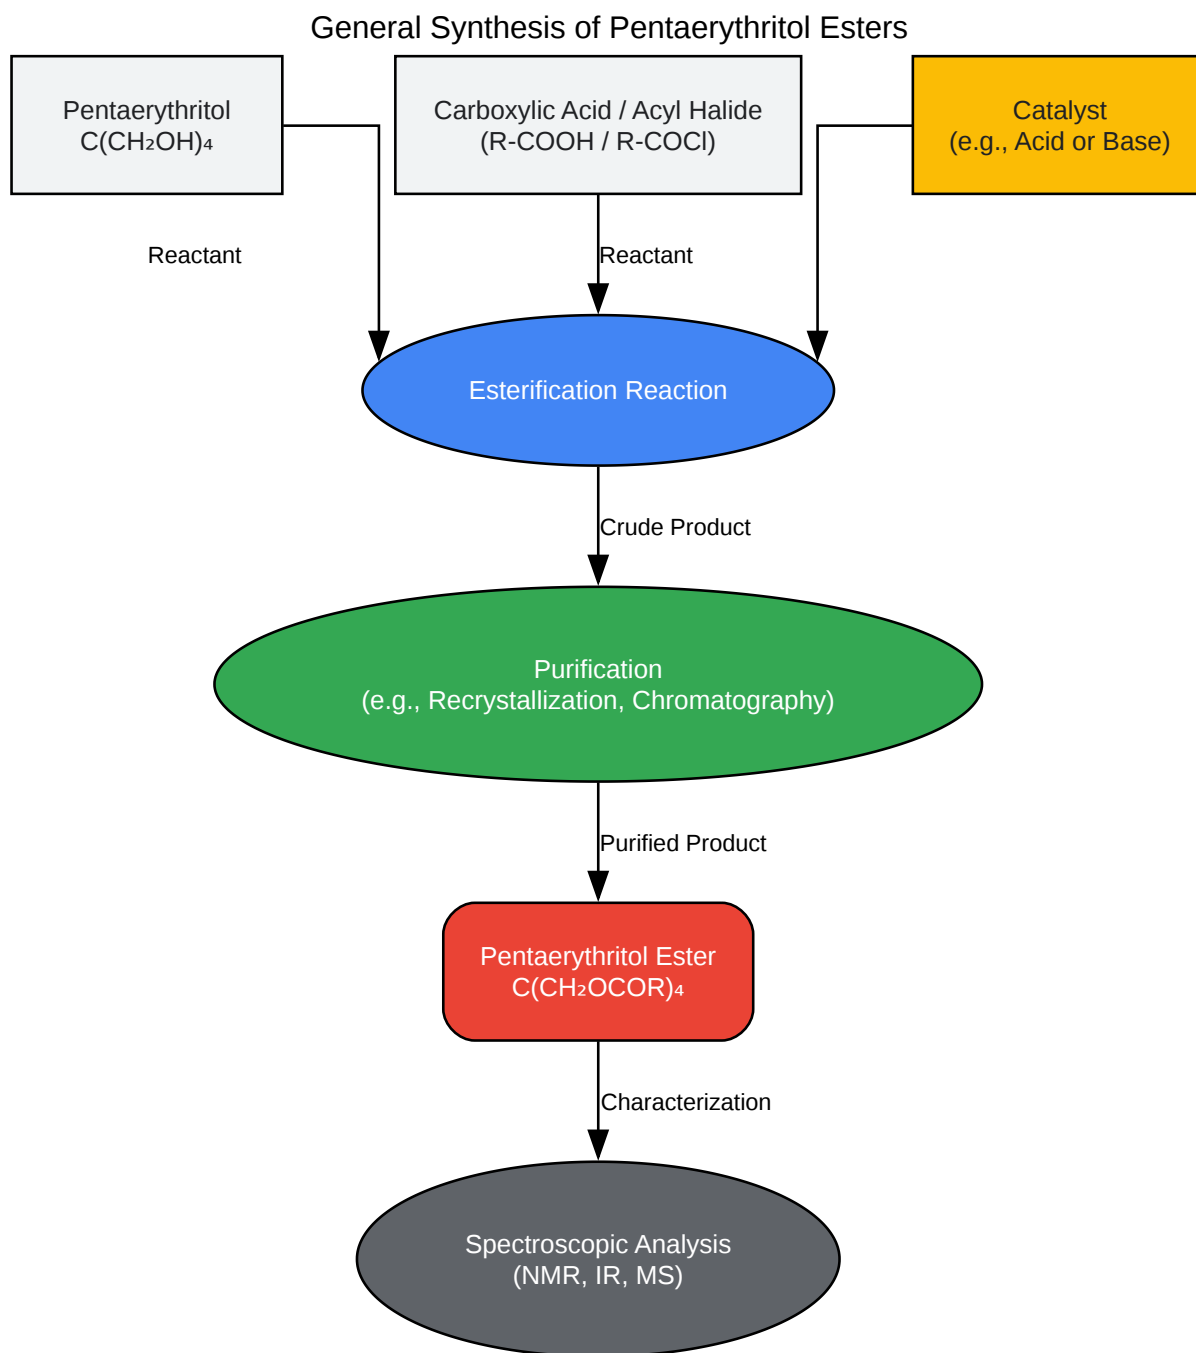 General Synthesis of Pentaerythritol Esters
Pentaerythritol
C(CH₂OH)₄
Carboxylic Acid / Acyl Halide
(R-COOH / R-COCl)
Catalyst
(e.g., Acid or Base)
Reactant
Reactant
Esterification Reaction
Crude Product
Purification
(e.g., Recrystallization, Chromatography)
Purified Product
Pentaerythritol Ester
C(CH₂OCOR)₄
Characterization
Spectroscopic Analysis
(NMR, IR, MS)